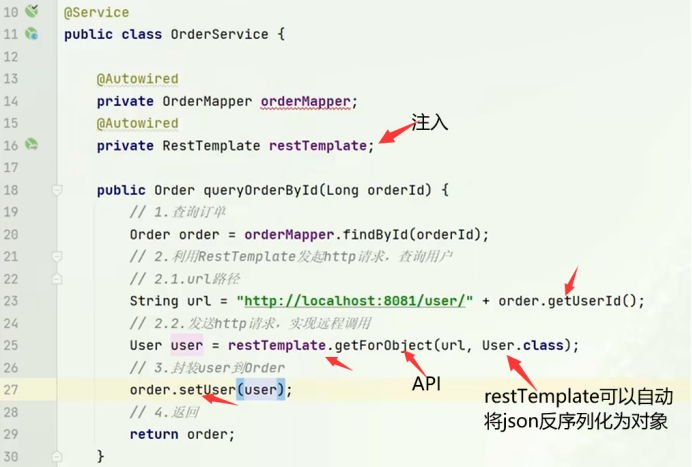 10 @Service
11 public class OrderService {
12
13 @Autowired
14 private OrderMapper orderMapper;
15 @Autowired
注入
16 private RestTemplate restTemplate;
17
18 public Order queryOrderById(Long orderId) {
19 // 1.查询订单
20 Order order = orderMapper.findById(orderId);
21 // 2.利用RestTemplate发起http请求，查询用户
22 // 2.1.url路径
23 String url = "http://localhost:8081/user/" + order.getUserId();
24 // 2.2.发送http请求，实现远程调用
25 User user = restTemplate.getForObject(url, User.class);
26 // 3.封装user到Order
API
27 order.setUser(user);
restTemplate可以自动
将json反序列化为对象
28 // 4.返回
29 return order;
30 }